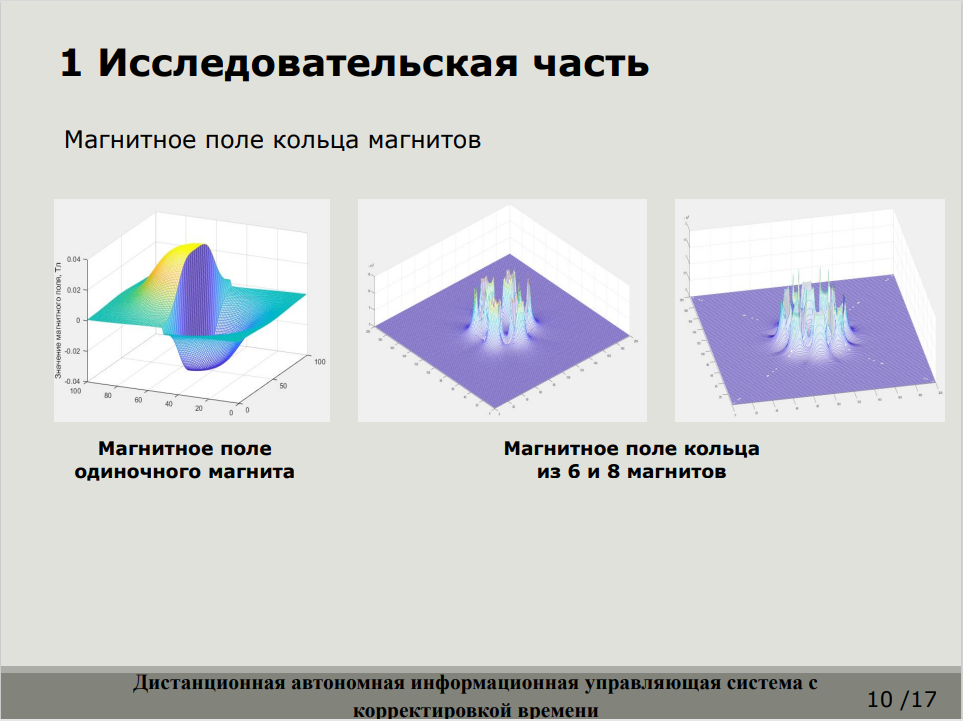 1 Исследовательская часть
Магнитное поле кольца магнитов
Значение магнитного поля, Тл
0.04
0.02
0
-0.02
-0.04
100
80
60
40
20
0
0
50
100
Магнитное поле
одиночного магнита
Магнитное поле кольца
из 6 и 8 магнитов
Дистанционная автономная информационная управляющая система с
корректировкой времени
10 /17